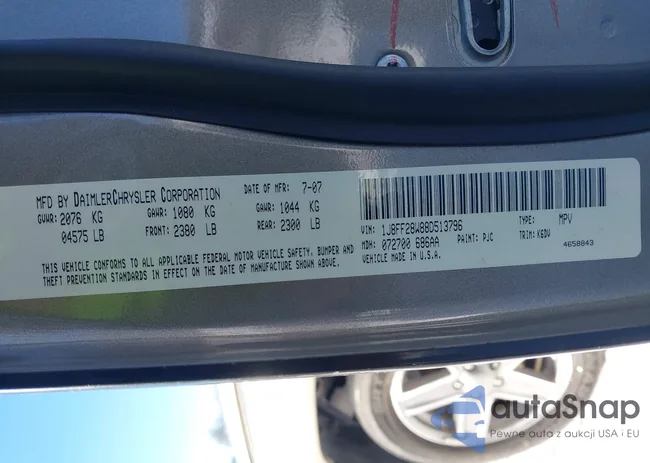 MFD BY DAIMLERCHRYSLER CORPORATION DATE OF MFR 7-07
GVWR: 2076 KG GAWR: 1080 KG GAWR: 1044 KG
04575 LB FRONT: 2380 LB REAR: 2300 LB
THIS VEHICLE CONFORMS TO ALL APPLICABLE FEDERAL MOTOR VEHICLE SAFETY, BUMPER AND
THEFT PREVENTION STANDARDS IN EFFECT ON THE DATE OF MANUFACTURE SHOWN ABOVE.
VIN: 1J8FF28W88D513796 TYPE: MPV
MDH: 072700 686AA PAINT: PJC TRIM: K6DV
VEHICLE MADE IN U.S.A. 4658843
autaSnap
Pewne auta z aukcji USA i EU